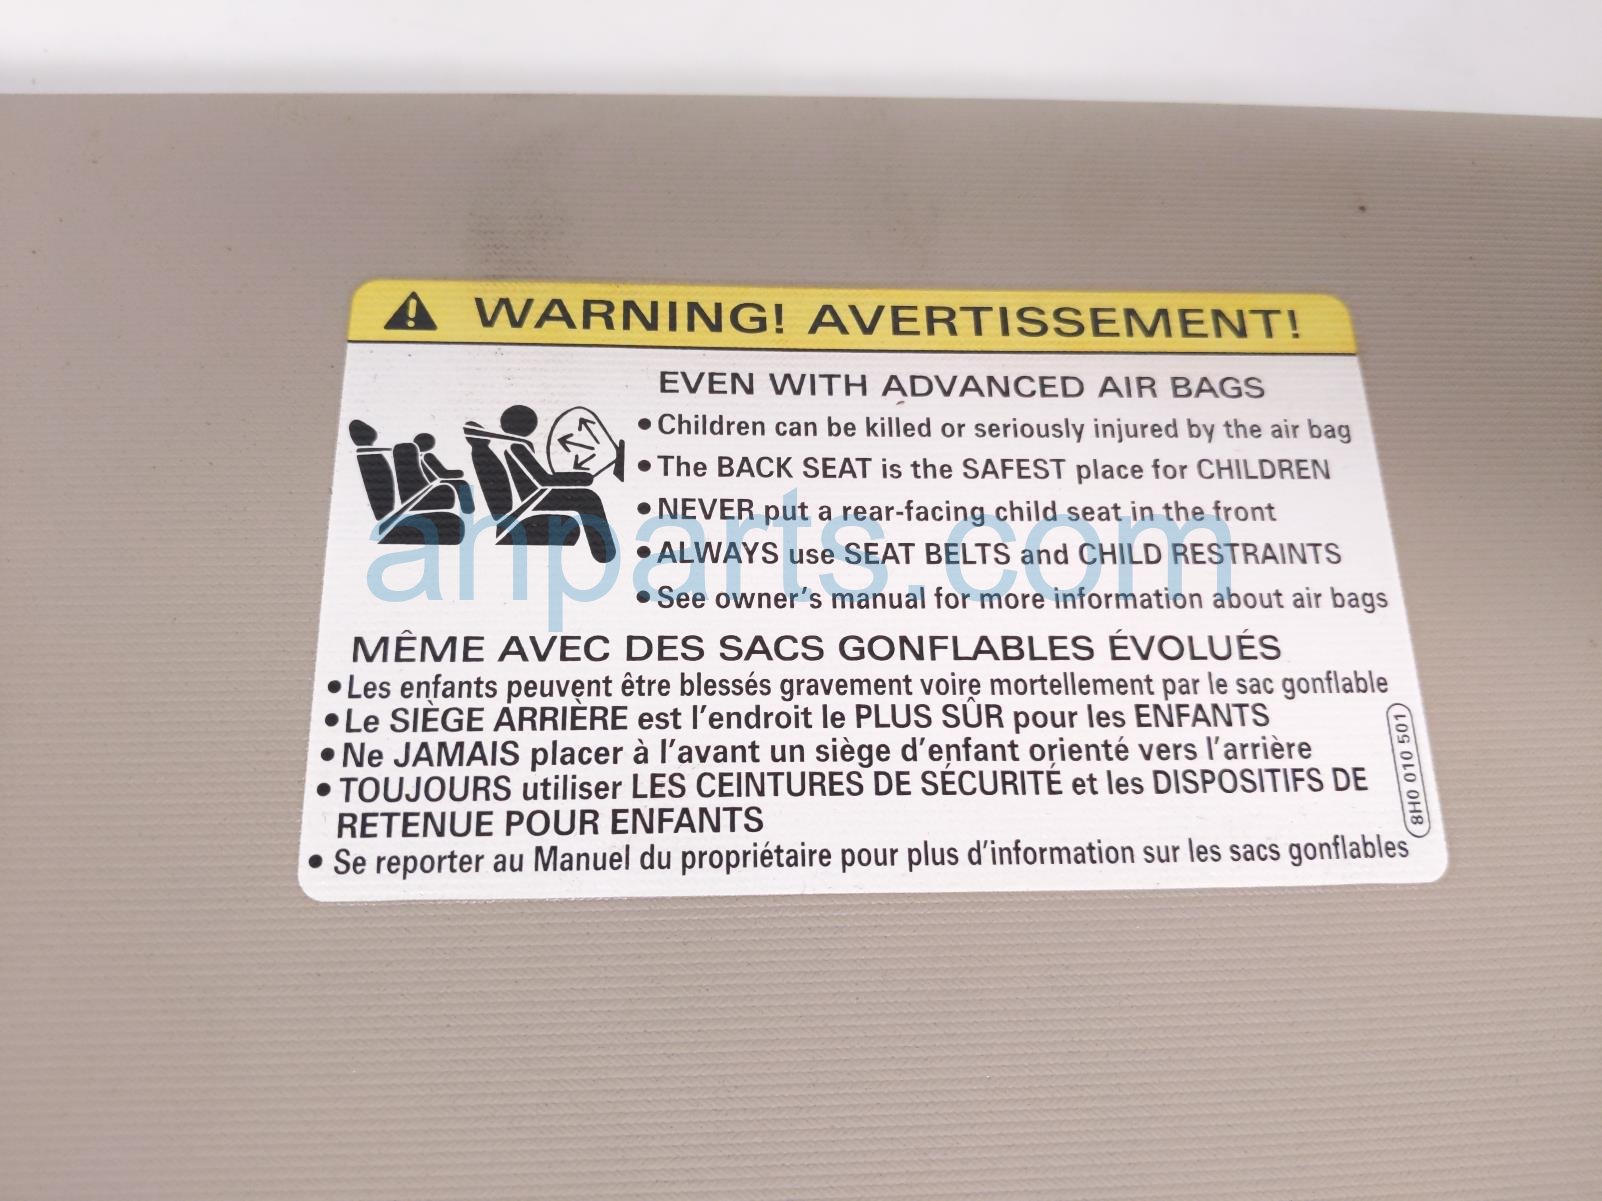 WARNING! AVERTISSEMENT!
EVEN WITH ADVANCED AIR BAGS
• Children can be killed or seriously injured by the air bag
• The BACK SEAT is the SAFEST place for CHILDREN
• NEVER put a rear-facing child seat in the front
• ALWAYS use SEAT BELTS and CHILD RESTRAINTS
• See owner's manual for more information about air bags
ahparts.com
MÊME AVEC DES SACS GONFLABLES ÉVOLUÉS
• Les enfants peuvent être blessés gravement voire mortellement par le sac gonflable
• Le SIÈGE ARRIÈRE est l'endroit le PLUS SÛR pour les ENFANTS
• Ne JAMAIS placer à l'avant un siège d'enfant orienté vers l'arrière
• TOUJOURS utiliser LES CEINTURES DE SÉCURITÉ et les DISPOSITIFS DE
RETENUE POUR ENFANTS
• Se reporter au Manuel du propriétaire pour plus d'information sur les sacs gonflables
8H0 010 501